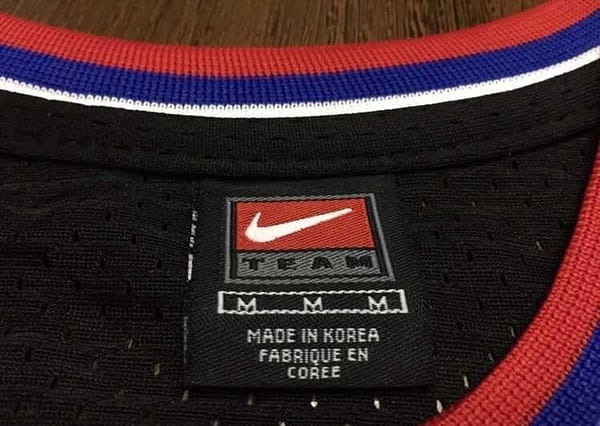 TEAM
M M M
MADE IN KOREA
FABRIQUE EN
COREE